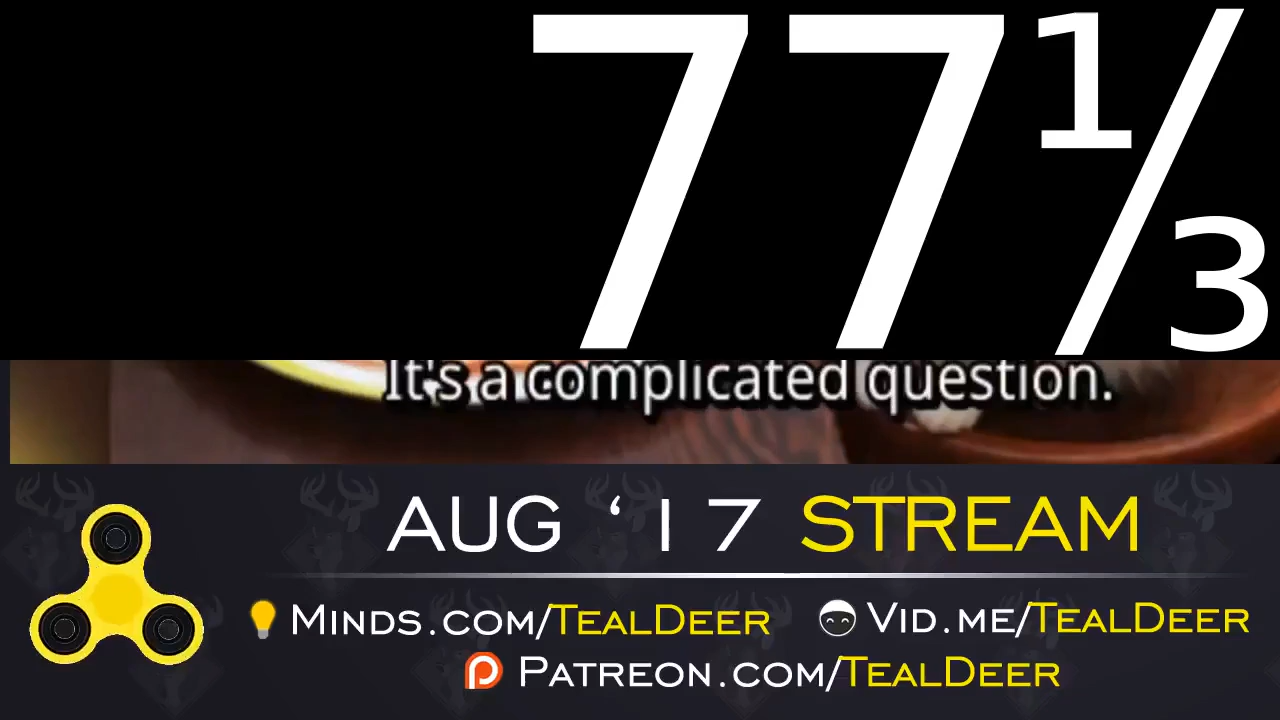 77⅓
It's a complicated question.
AUG ‘17 STREAM
MINDS.COM/TEALDEER
VID.ME/TEALDEER
PATREON.COM/TEALDEER